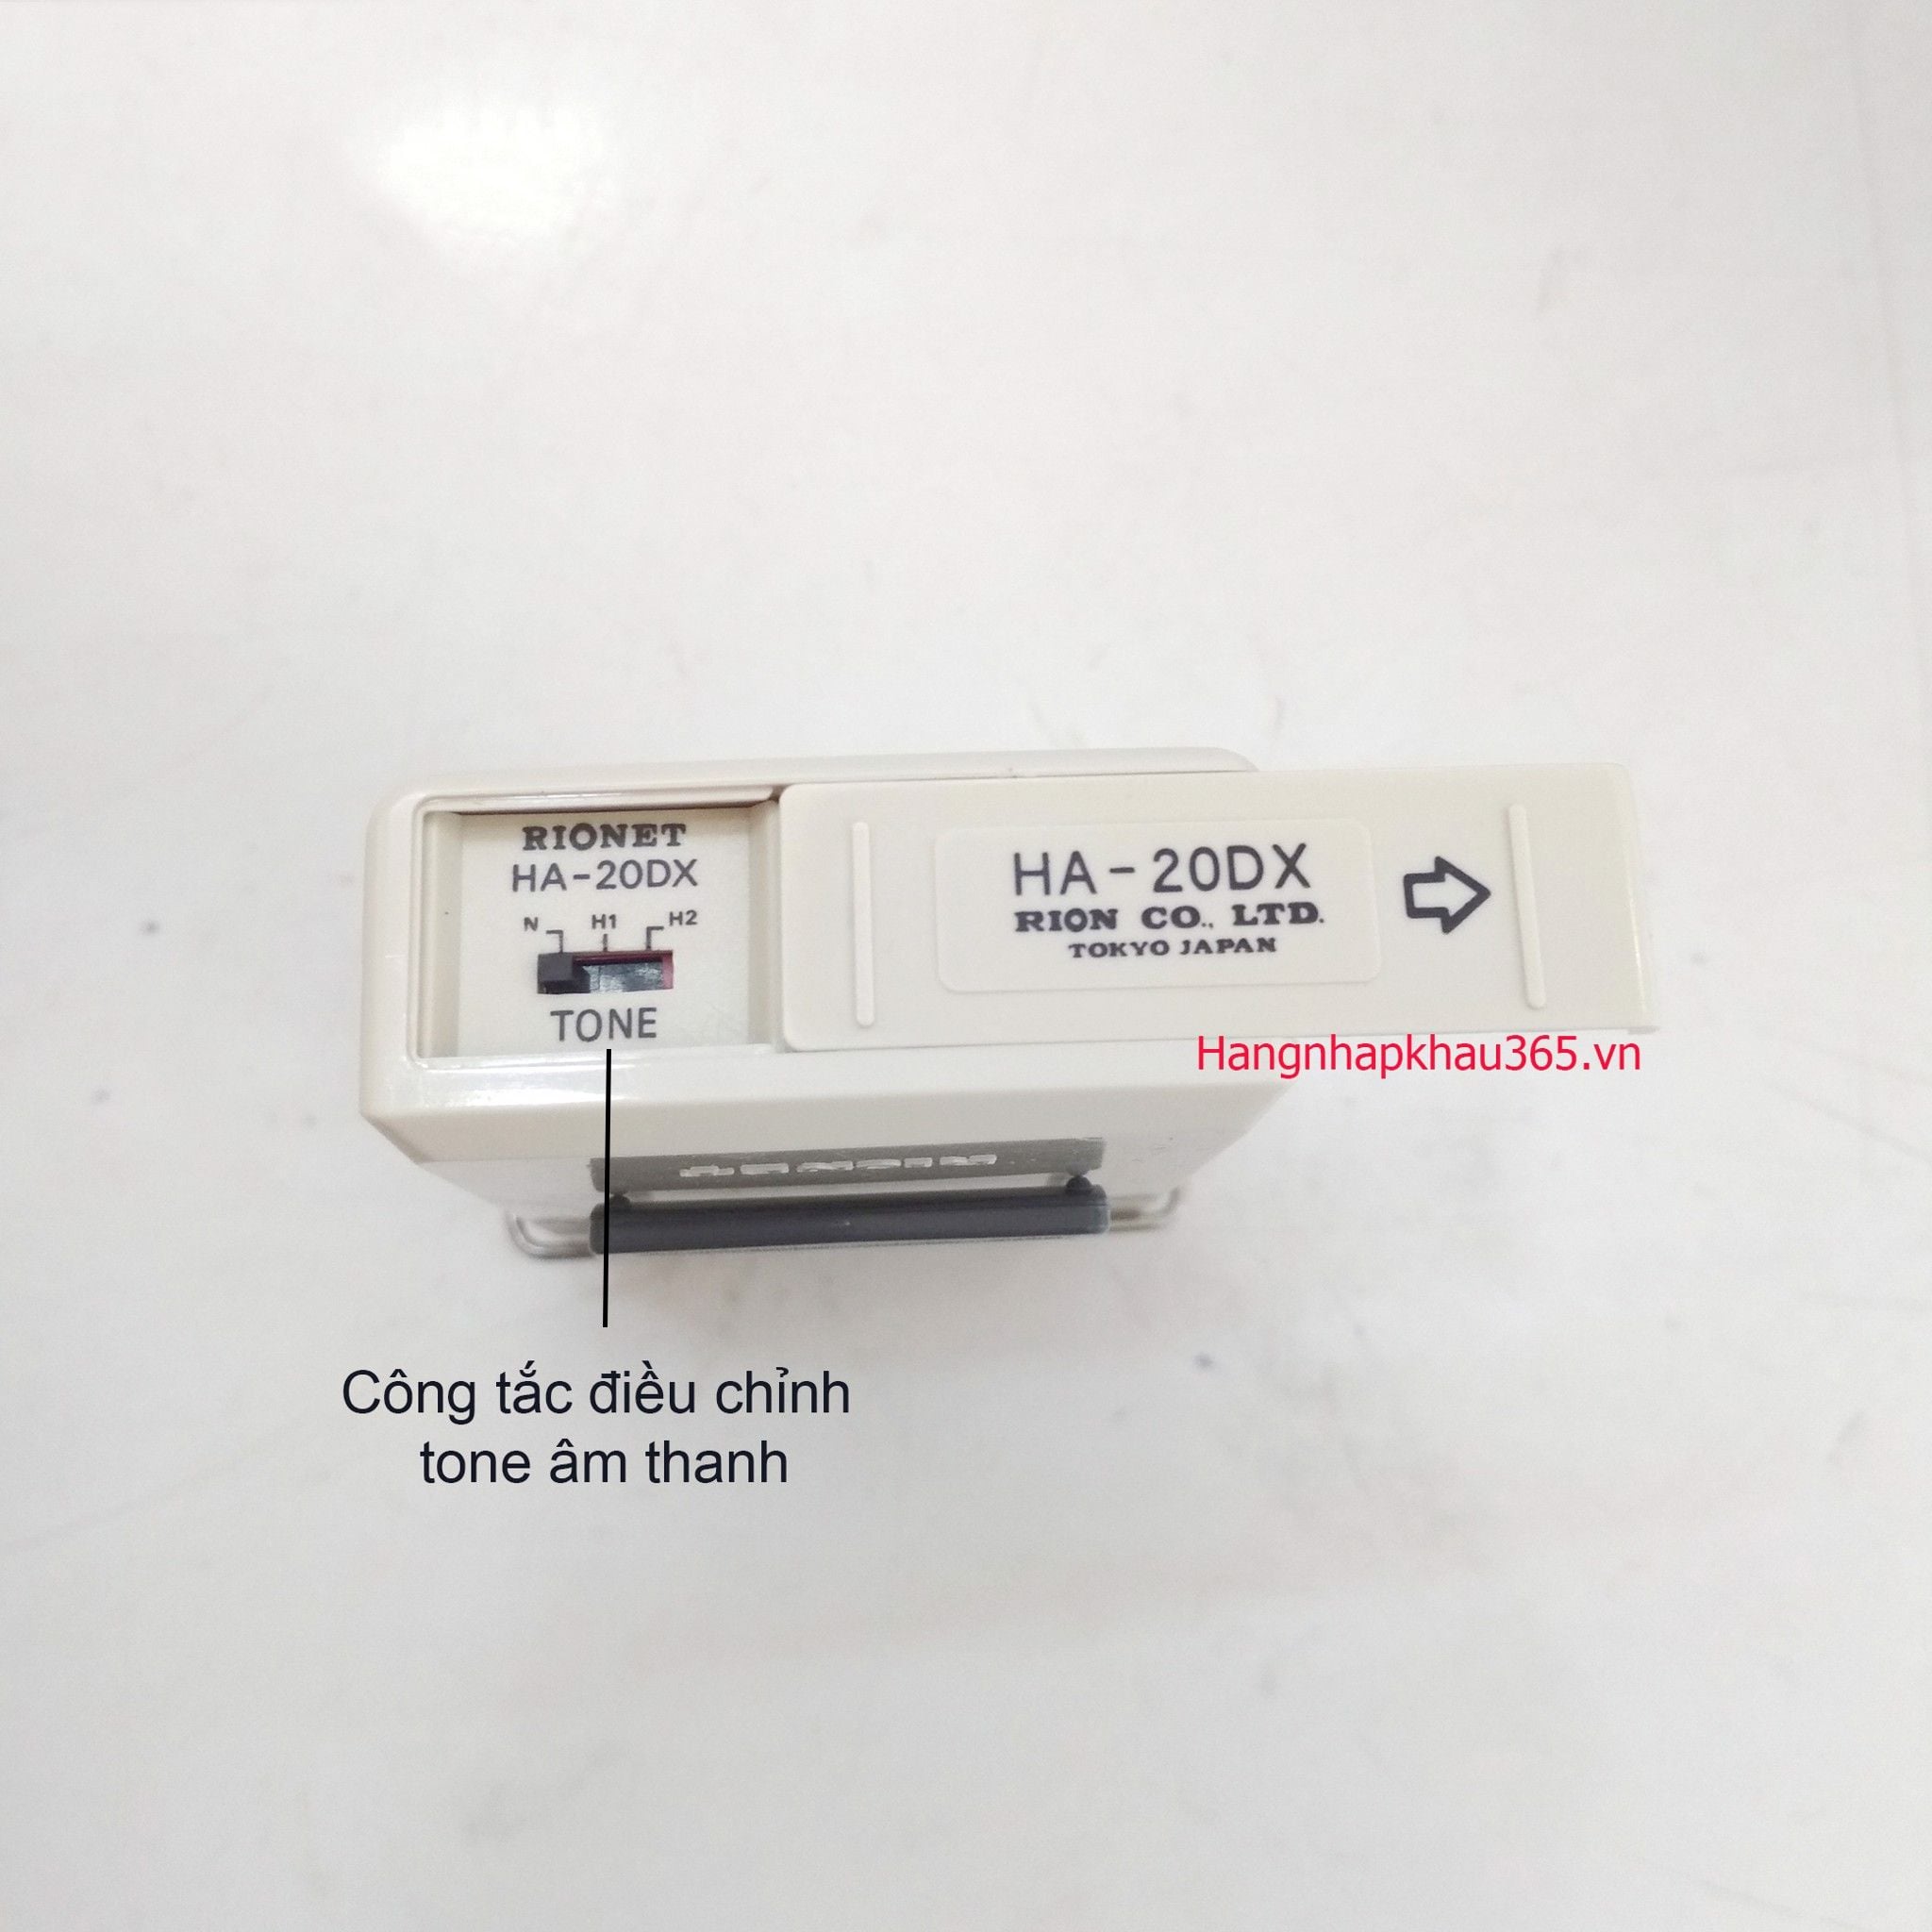 RIONET
HA-20DX
N H1 H2
TONE
HA-20DX
RION CO., LTD.
TOKYO JAPAN
Hangnhapkhau365.vn
Công tắc điều chỉnh
tone âm thanh